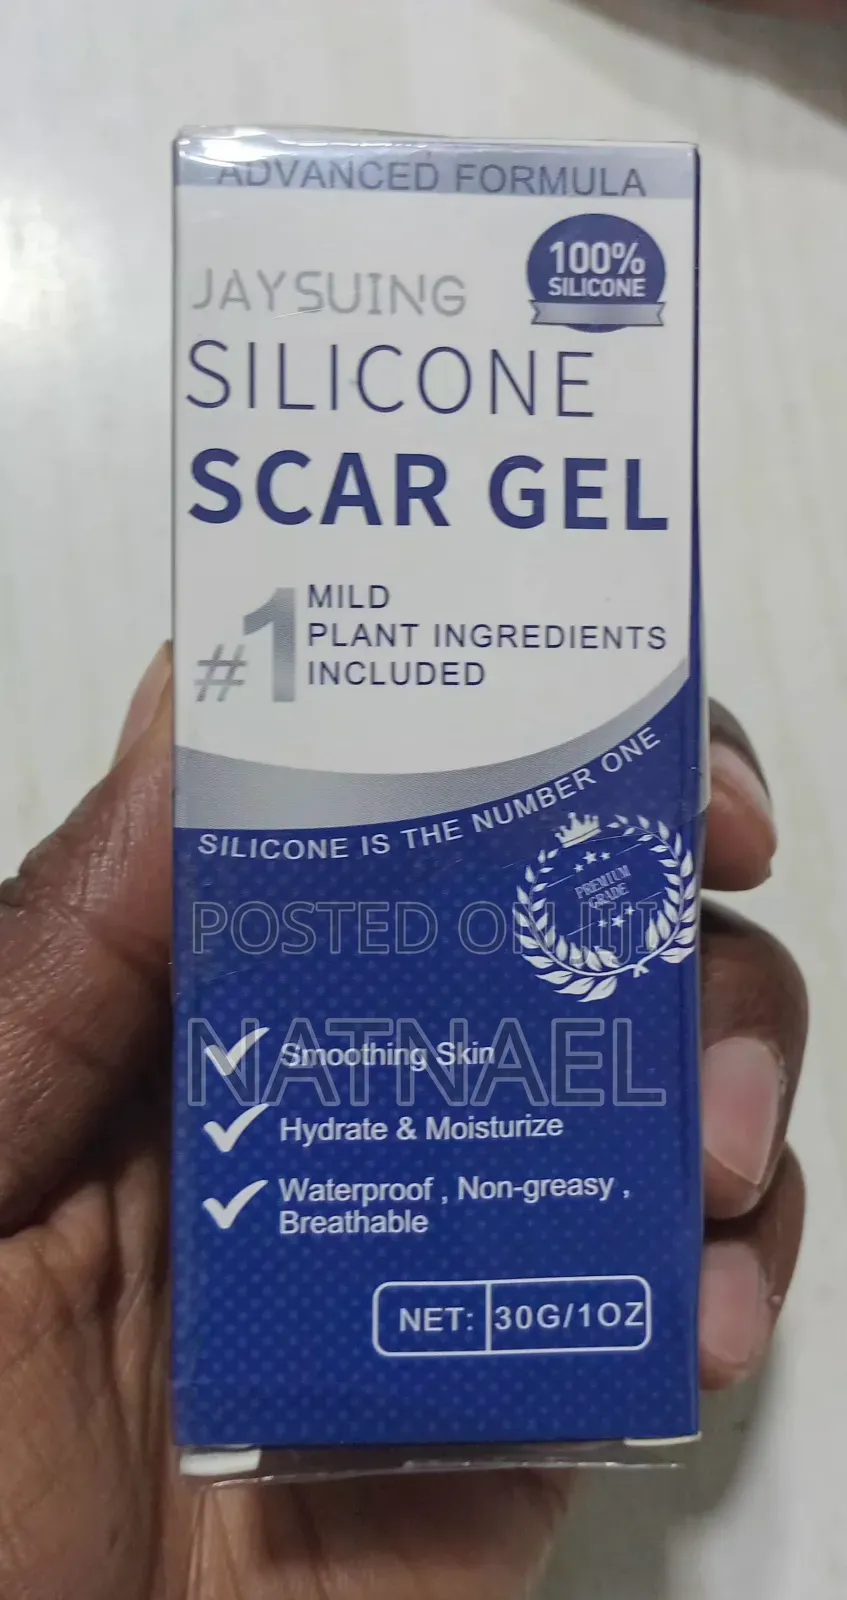 ADVANCED FORMULA
100%
SILICONE
JAYSUING
SILICONE
SCAR GEL
#1 MILD
PLANT INGREDIENTS
INCLUDED
SILICONE IS THE NUMBER ONE
PREMIUM
GRADE
POSTED ON JIJI
NATNAEL
Smoothing Skin
Hydrate & Moisturize
Waterproof , Non-greasy ,
Breathable
NET: 30G/1OZ